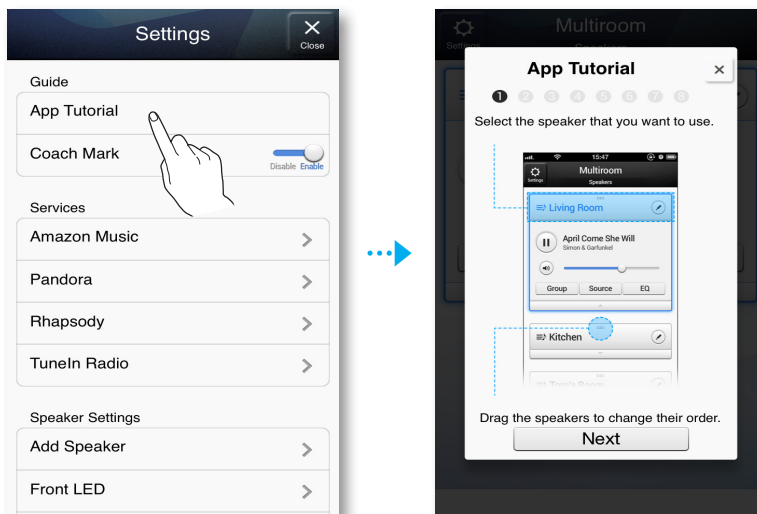 Settings
Close
Guide
App Tutorial
Coach Mark
Disable Enable
Services
Amazon Music
Pandora
Rhapsody
TuneIn Radio
Speaker Settings
Add Speaker
Front LED
Multiroom
Settings
Speakers
App Tutorial
1 2 3 4 5 6 7 8
Select the speaker that you want to use.
15:47
Settings
Multiroom
Speakers
Living Room
April Come She Will
Simon & Garfunkel
Group Source EQ
Kitchen
Tom's Room
Drag the speakers to change their order.
Next